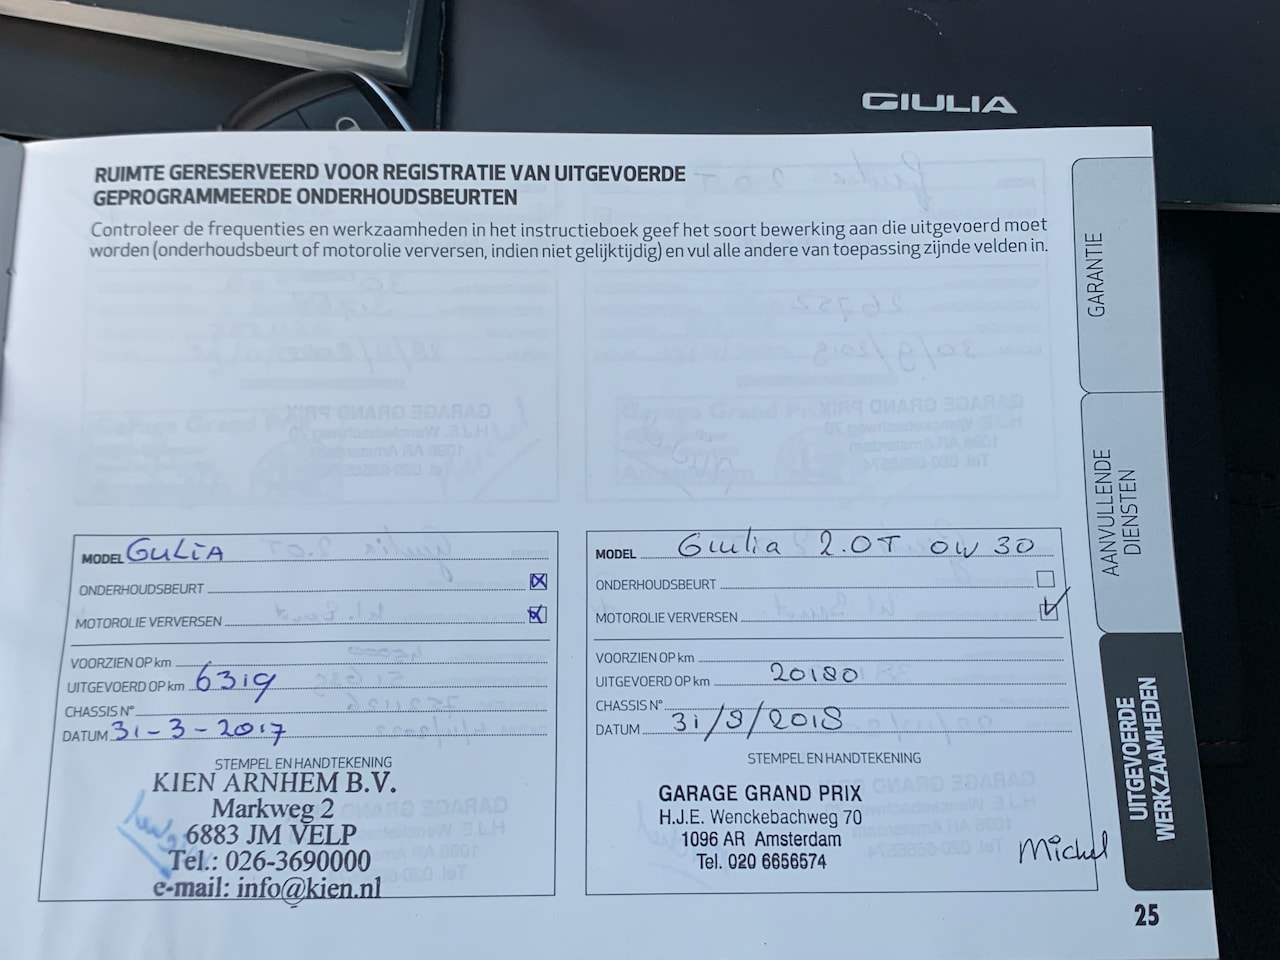 GIULIA
RUIMTE GERESERVEERD VOOR REGISTRATIE VAN UITGEVOERDE
GEPROGRAMMEERDE ONDERHOUDSBEURTEN
Controleer de frequenties en werkzaamheden in het instructieboek geef het soort bewerking aan die uitgevoerd moet
worden (onderhoudsbeurt of motorolie verversen, indien niet gelijktijdig) en vul alle andere van toepassing zijnde velden in.
MODEL GULIA
ONDERHOUDSBEURT
MOTOROLIE VERVERSEN
VOORZIEN OP km
UITGEVOERD OP km 6319
CHASSIS N°
DATUM 31-3-2017
STEMPEL EN HANDTEKENING
KIEN ARNHEM B.V.
Markweg 2
6883 JM VELP
Tel.: 026-3690000
e-mail: info@kien.nl
MODEL Giulia 2.0T 0W30
ONDERHOUDSBEURT
MOTOROLIE VERVERSEN
VOORZIEN OP km
UITGEVOERD OP km 20180
CHASSIS N°
DATUM
STEMPEL EN HANDTEKENING
GARAGE GRAND PRIX
H.J.E. Wenckebachweg 70
1096 AR Amsterdam
Tel. 020 6656574
Michel
GARANTIE
AANVULLENDE
DIENSTEN
UITGEVOERDE
WERKZAAMHEDEN
25